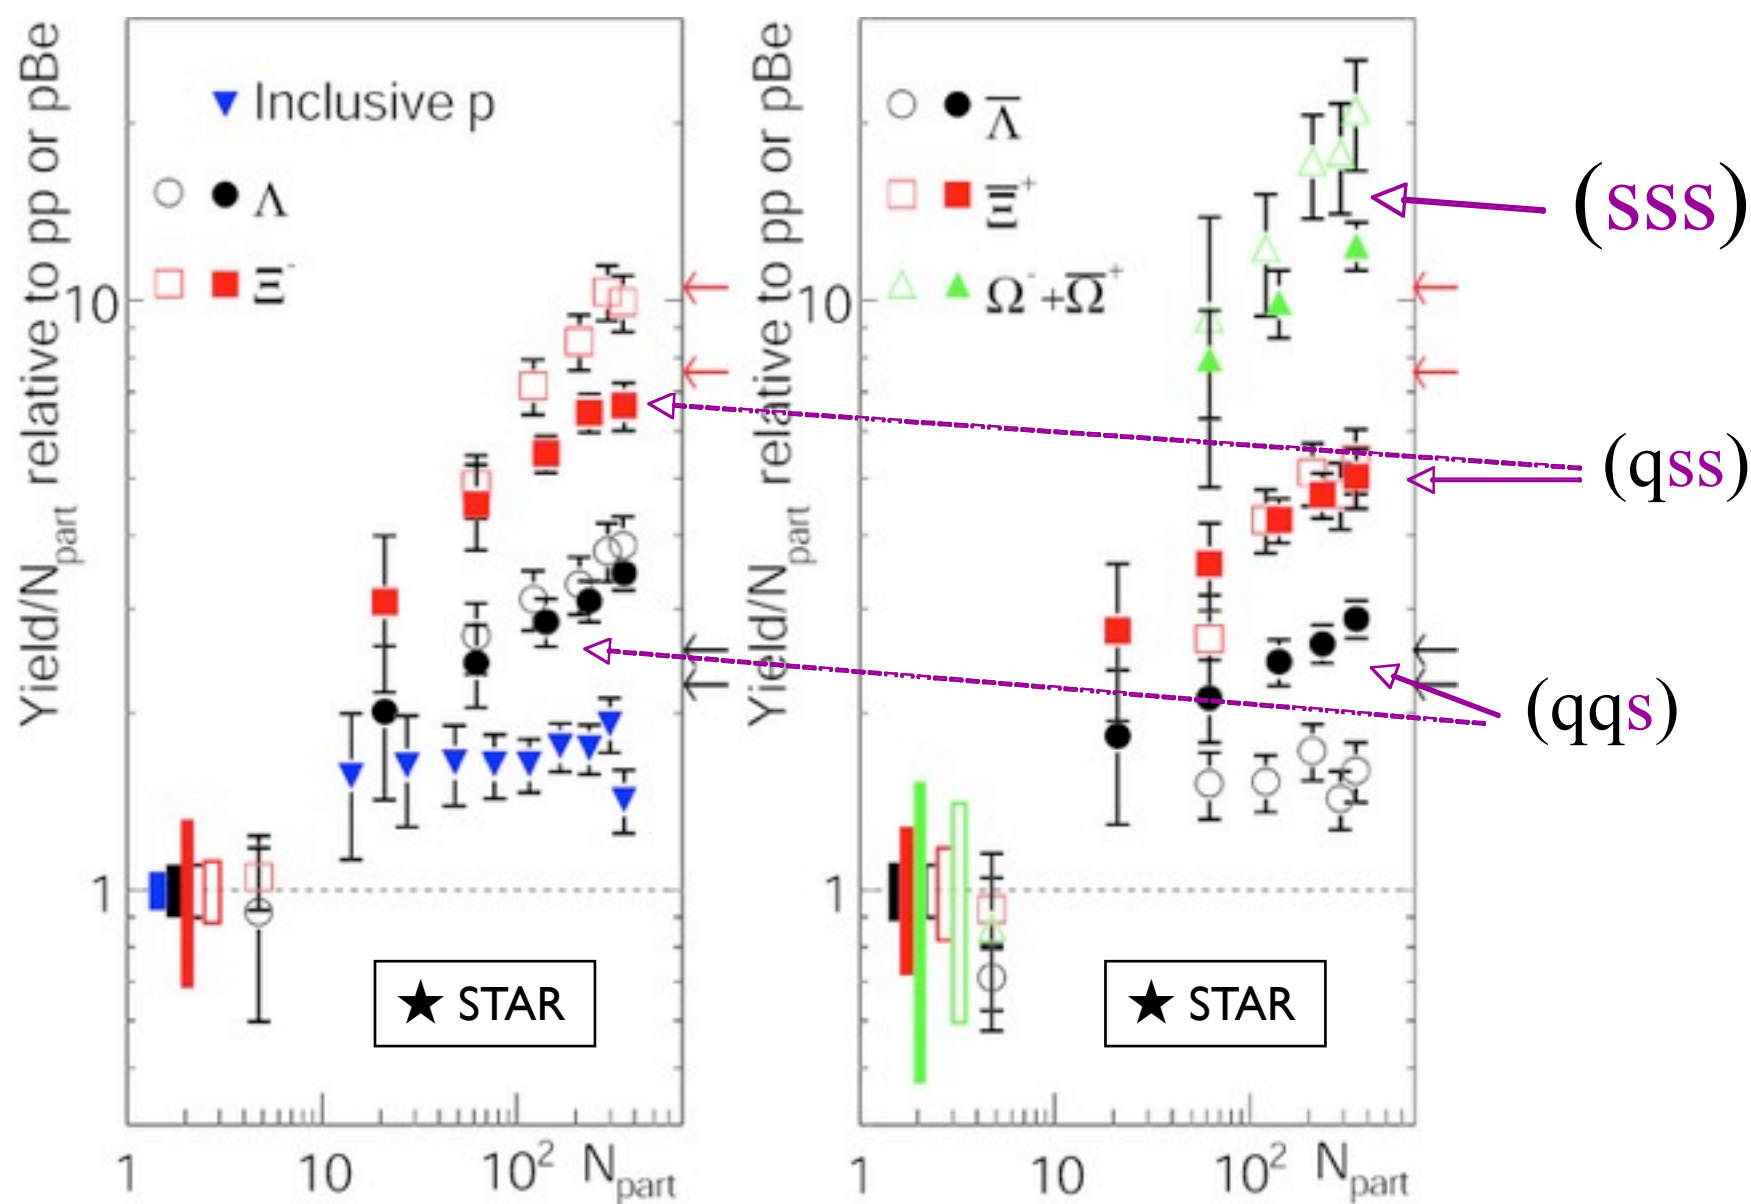 Yield/N_part relative to pp or pBe
Inclusive p
Λ
Ξ⁻
10
1
★ STAR
1
10
10²
N_part
Yield/N_part relative to pp or pBe
Λ̅
Ξ̅⁺
Ω⁻+Ω̅⁺
10
1
★ STAR
1
10
10²
N_part
(sss)
(qss)
(qqs)